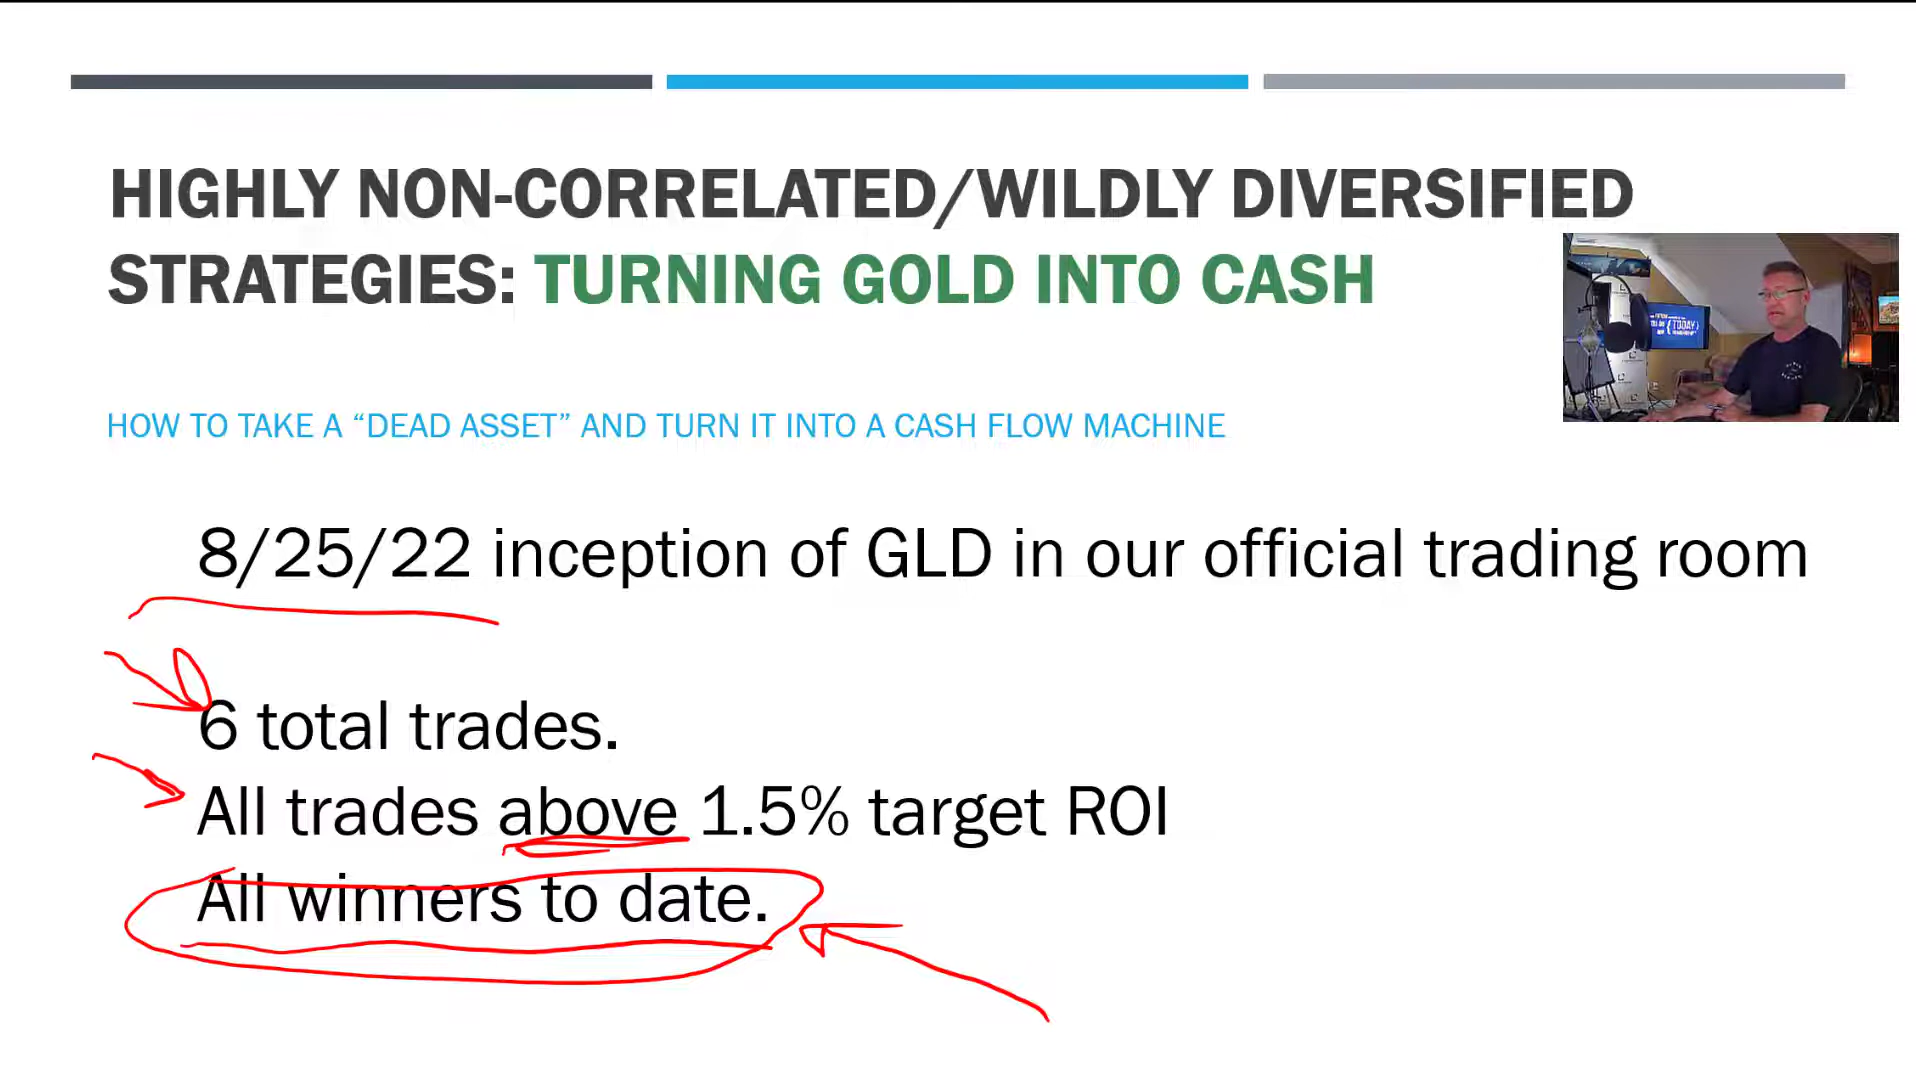 HIGHLY NON-CORRELATED/WILDLY DIVERSIFIED
STRATEGIES: TURNING GOLD INTO CASH
HOW TO TAKE A “DEAD ASSET” AND TURN IT INTO A CASH FLOW MACHINE
{TODAY}
8/25/22 inception of GLD in our official trading room
6 total trades.
All trades above 1.5% target ROI
All winners to date.